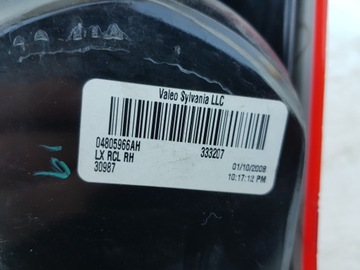 Valeo Sylvania LLC
04805966AH 333207
LX RCL RH 01/10/2008
30987 10:17:12 PM